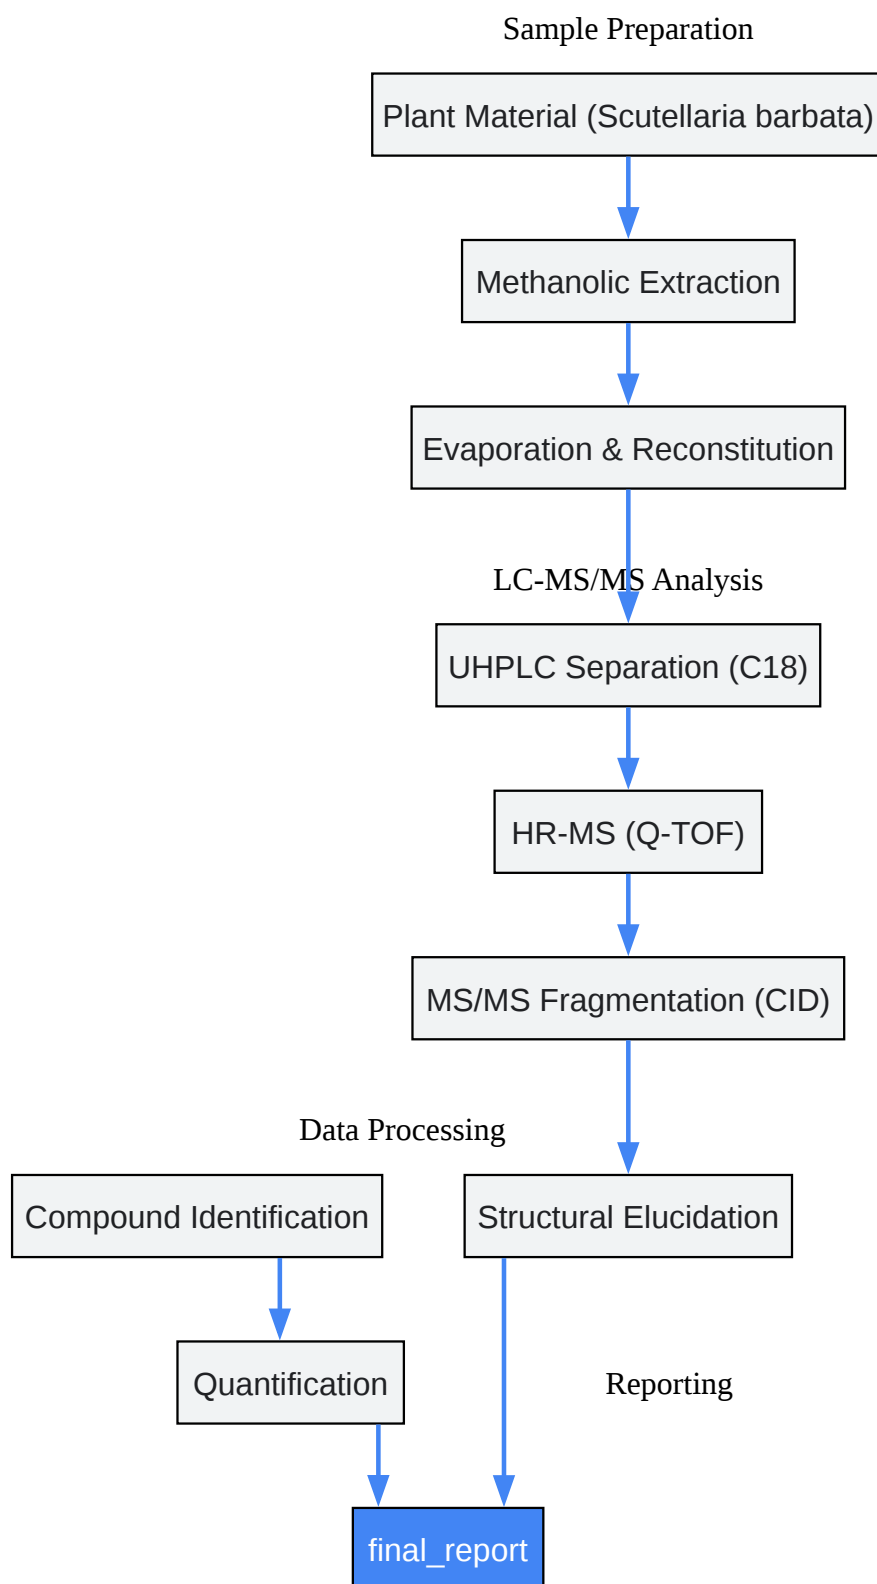 Sample Preparation
Plant Material (Scutellaria barbata)
Methanolic Extraction
Evaporation & Reconstitution
LC-MS/MS Analysis
UHPLC Separation (C18)
HR-MS (Q-TOF)
MS/MS Fragmentation (CID)
Data Processing
Compound Identification
Structural Elucidation
Quantification
Reporting
final_report